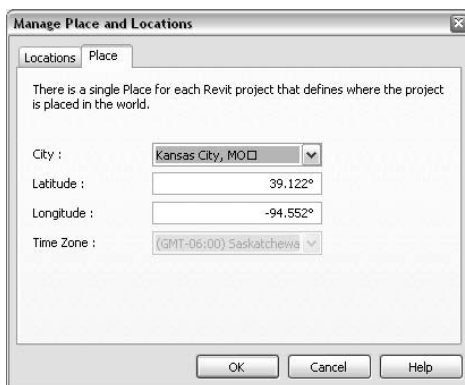 Manage Place and Locations
Locations Place
There is a single Place for each Revit project that defines where the project
is placed in the world.
City : Kansas City, MO□
Latitude : 39.122°
Longitude : -94.552°
Time Zone : (GMT-06:00) Saskatchewa
OK Cancel Help